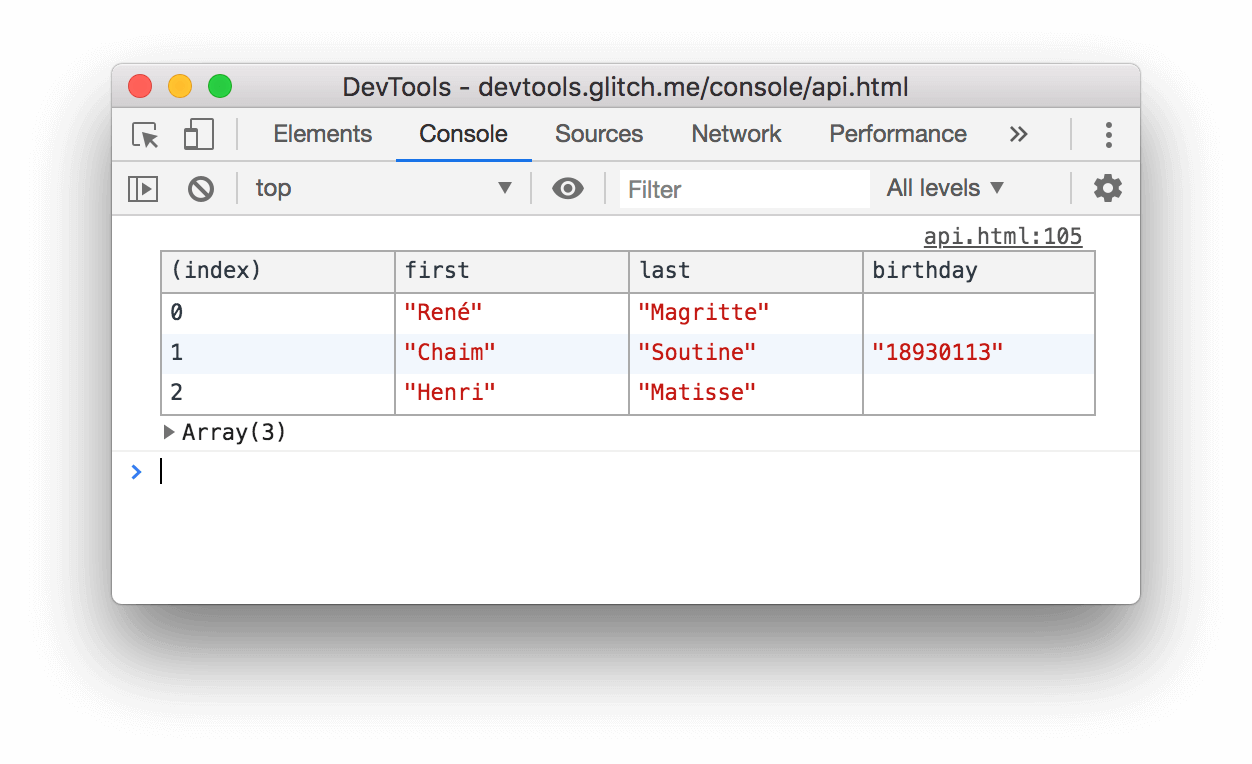 DevTools - devtools.glitch.me/console/api.html
Elements Console Sources Network Performance »
top ▼ Filter All levels ▼
api.html:105
(index) first last birthday
0 "René" "Magritte"
1 "Chaim" "Soutine" "18930113"
2 "Henri" "Matisse"
▶ Array(3)
>